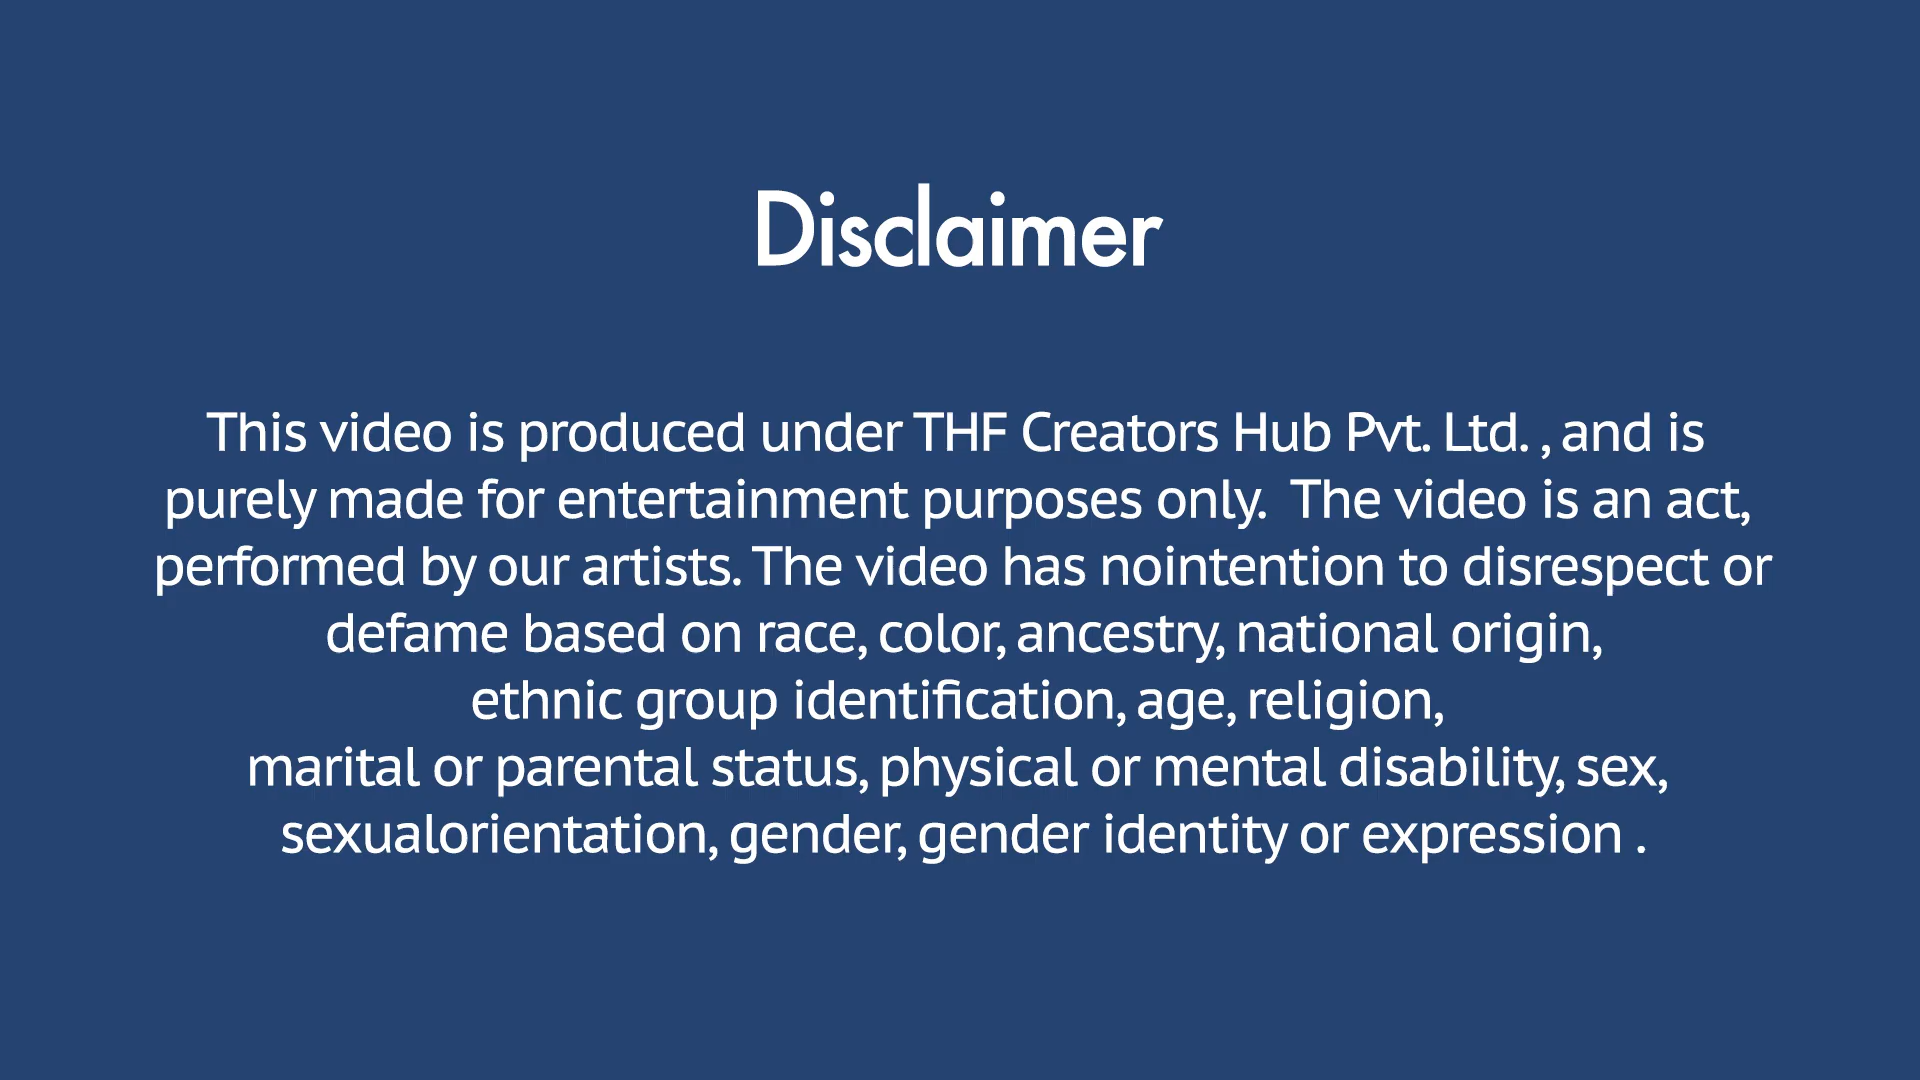 Disclaimer
This video is produced under THF Creators Hub Pvt. Ltd. , and is
purely made for entertainment purposes only.  The video is an act,
performed by our artists. The video has nointention to disrespect or
defame based on race, color, ancestry, national origin,
ethnic group identification, age, religion,
marital or parental status, physical or mental disability, sex,
sexualorientation, gender, gender identity or expression .